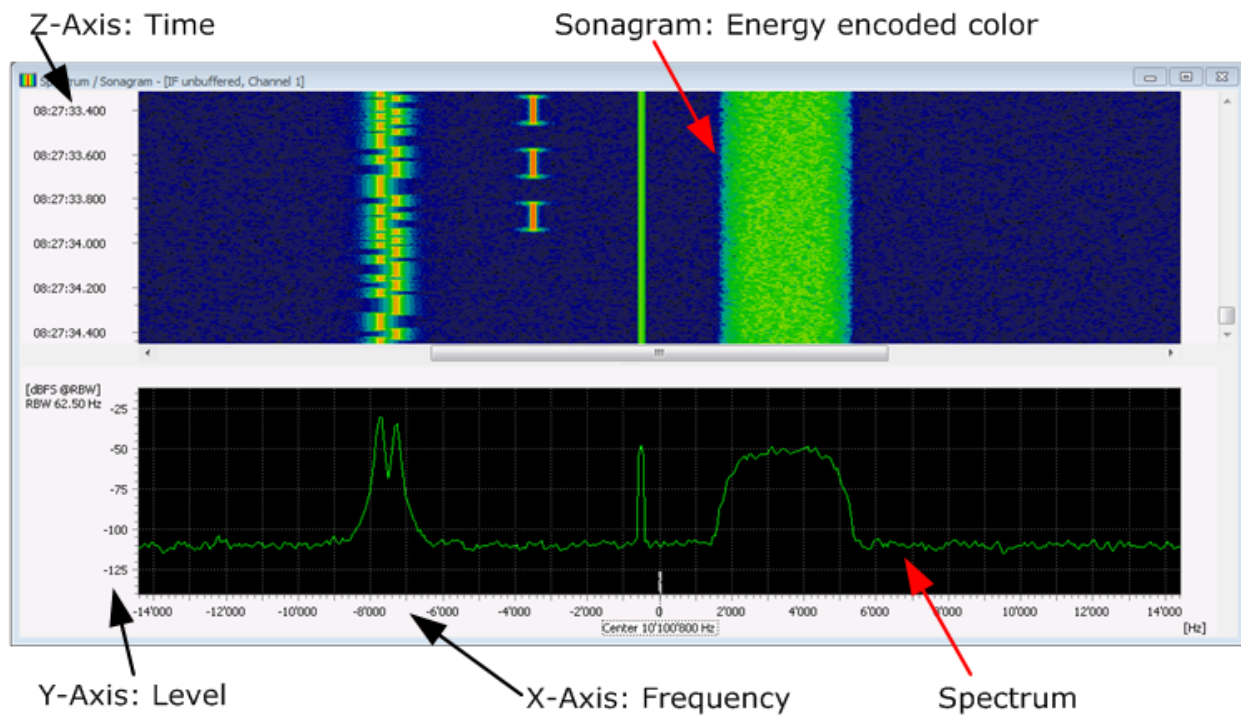 Z-Axis: Time
Sonagram: Energy encoded color
Spectrum / Sonagram - [IF unbuffered, Channel 1]
08:27:33.400
08:27:33.600
08:27:33.800
08:27:34.000
08:27:34.200
08:27:34.400
[dBFS @RBW]
RBW 62.50 Hz
-25
-50
-75
-100
-125
-14'000 -12'000 -10'000 -8'000 -6'000 -4'000 -2'000 0 2'000 4'000 6'000 8'000 10'000 12'000 14'000
Center 10'100'800 Hz
[Hz]
Y-Axis: Level
X-Axis: Frequency
Spectrum